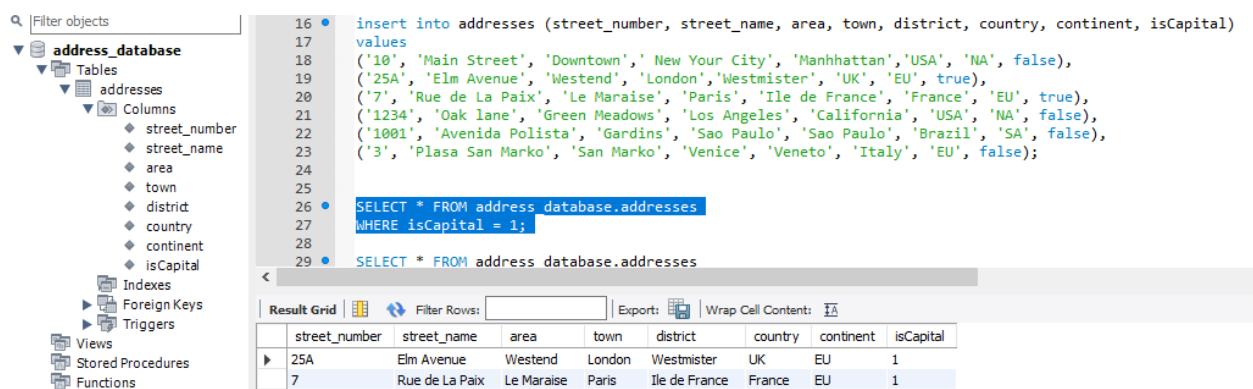 Filter objects
address_database
Tables
addresses
Columns
street_number
street_name
area
town
district
country
continent
isCapital
Indexes
Foreign Keys
Triggers
Views
Stored Procedures
Functions
16 insert into addresses (street_number, street_name, area, town, district, country, continent, isCapital)
17 values
18 ('10', 'Main Street', 'Downtown',' New Your City', 'Manhhattan','USA', 'NA', false),
19 ('25A', 'Elm Avenue', 'Westend', 'London','Westmister', 'UK', 'EU', true),
20 ('7', 'Rue de La Paix', 'Le Maraise', 'Paris', 'Ile de France', 'France', 'EU', true),
21 ('1234', 'Oak lane', 'Green Meadows', 'Los Angeles', 'California', 'USA', 'NA', false),
22 ('1001', 'Avenida Polista', 'Gardins', 'Sao Paulo', 'Sao Paulo', 'Brazil', 'SA', false),
23 ('3', 'Plasa San Marko', 'San Marko', 'Venice', 'Veneto', 'Italy', 'EU', false);
24
25
26 SELECT * FROM address_database.addresses
27 WHERE isCapital = 1;
28
29 SELECT * FROM address_database.addresses
Result Grid Filter Rows: Export: Wrap Cell Content:
street_number street_name area town district country continent isCapital
25A Elm Avenue Westend London Westmister UK EU 1
7 Rue de La Paix Le Maraise Paris Ile de France France EU 1